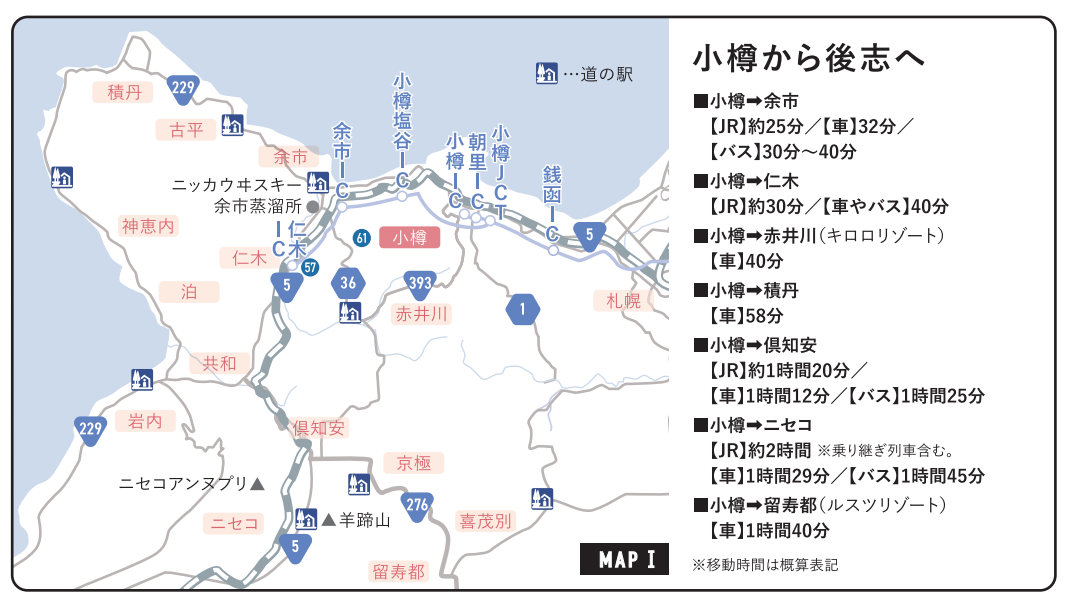 積丹
229
古平
余市
ニッカウヰスキー
余市蒸溜所
神恵内
仁木
泊
共和
岩内
229
ニセコアンヌプリ▲
ニセコ
余市IC
小樽塩谷IC
小樽IC
朝里IC
小樽JCT
銭函IC
仁木IC
…道の駅
61
小樽
57
5
36
393
赤井川
1
5
札幌
倶知安
京極
276
▲羊蹄山
5
喜茂別
留寿都
MAP I
小樽から後志へ
■小樽➡余市
【JR】約25分／【車】32分／
【バス】30分〜40分
■小樽➡仁木
【JR】約30分／【車やバス】40分
■小樽➡赤井川（キロロリゾート）
【車】40分
■小樽➡積丹
【車】58分
■小樽➡倶知安
【JR】約1時間20分／
【車】1時間12分／【バス】1時間25分
■小樽➡ニセコ
【JR】約2時間 ※乗り継ぎ列車含む。
【車】1時間29分／【バス】1時間45分
■小樽➡留寿都（ルスツリゾート）
【車】1時間40分
※移動時間は概算表記